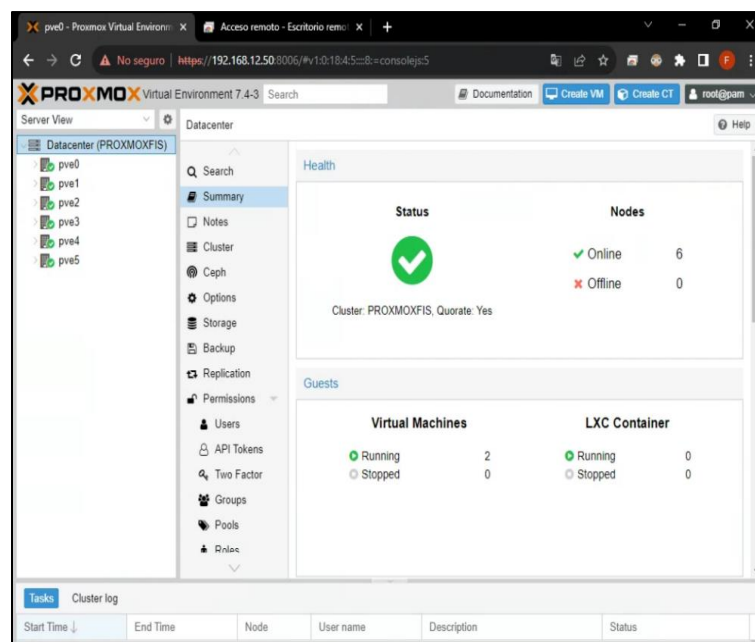 pve0 - Proxmox Virtual Environm
Acceso remoto - Escritorio remot
No seguro https://192.168.12.50:8006/#v1:0:18:4:5::::8:=consolejs:5
PROXMOX Virtual Environment 7.4-3 Search Documentation Create VM Create CT root@pam
Server View
Datacenter (PROXMOXFIS)
pve0
pve1
pve2
pve3
pve4
pve5
Datacenter Help
Search
Summary
Notes
Cluster
Ceph
Options
Storage
Backup
Replication
Permissions
Users
API Tokens
Two Factor
Groups
Pools
Roles
Health
Status
Cluster: PROXMOXFIS, Quorate: Yes
Nodes
Online 6
Offline 0
Guests
Virtual Machines
Running 2
Stopped 0
LXC Container
Running 0
Stopped 0
Tasks Cluster log
Start Time End Time Node User name Description Status